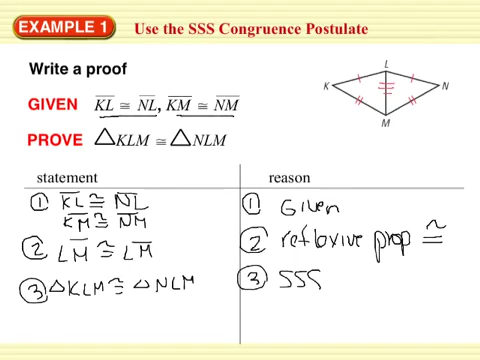 EXAMPLE 1 Use the SSS Congruence Postulate
Write a proof
GIVEN KL ≅ NL, KM ≅ NM
PROVE △KLM ≅ △NLM
L
K
N
M
statement reason
① KL ≅ NL ① Given
KM ≅ NM
② LM ≅ LM ② reflexive prop ≅
③ △KLM ≅ △NLM ③ SSS